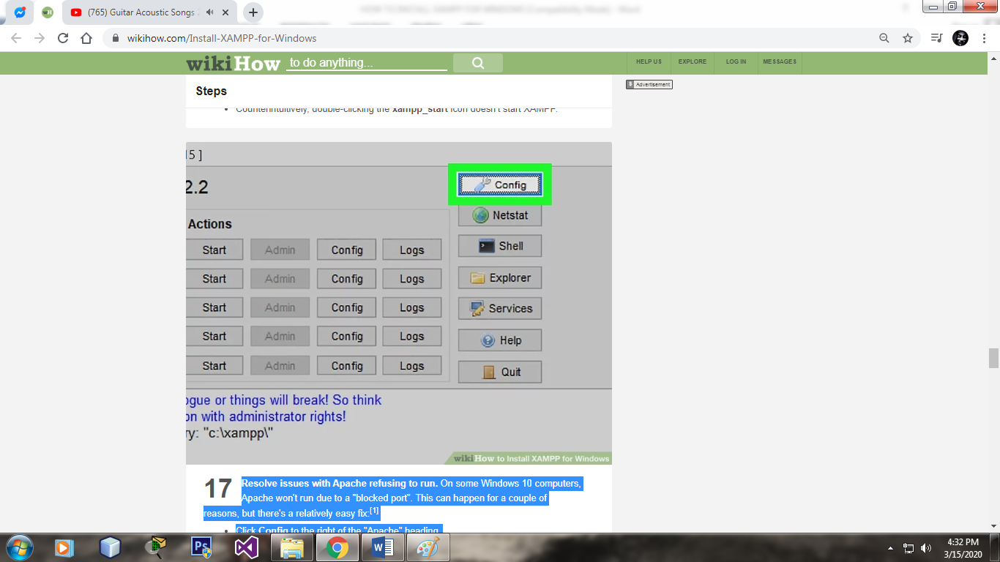 HOW TO INSTALL XAMPP FOR WINDOWS [Compatibility Mode] - Word
(765) Guitar Acoustic Songs
wikihow.com/Install-XAMPP-for-Windows
wikiHow to do anything...
HELP US EXPLORE LOG IN MESSAGES
Advertisement
Steps
Counterintuitively, double-clicking the xampp_start icon doesn't start XAMPP.
15 ]
2.2
Config
Netstat
Actions
Start Admin Config Logs Shell
Start Admin Config Logs Explorer
Start Admin Config Logs Services
Start Admin Config Logs Help
Start Admin Config Logs Quit
ogue or things will break! So think
on with administrator rights!
ry: "c:\xampp\"
wikiHow to Install XAMPP for Windows
17 Resolve issues with Apache refusing to run. On some Windows 10 computers,
Apache won't run due to a "blocked port". This can happen for a couple of
reasons, but there's a relatively easy fix:[1]
Click Config to the right of the "Apache" heading.
4:32 PM
3/15/2020